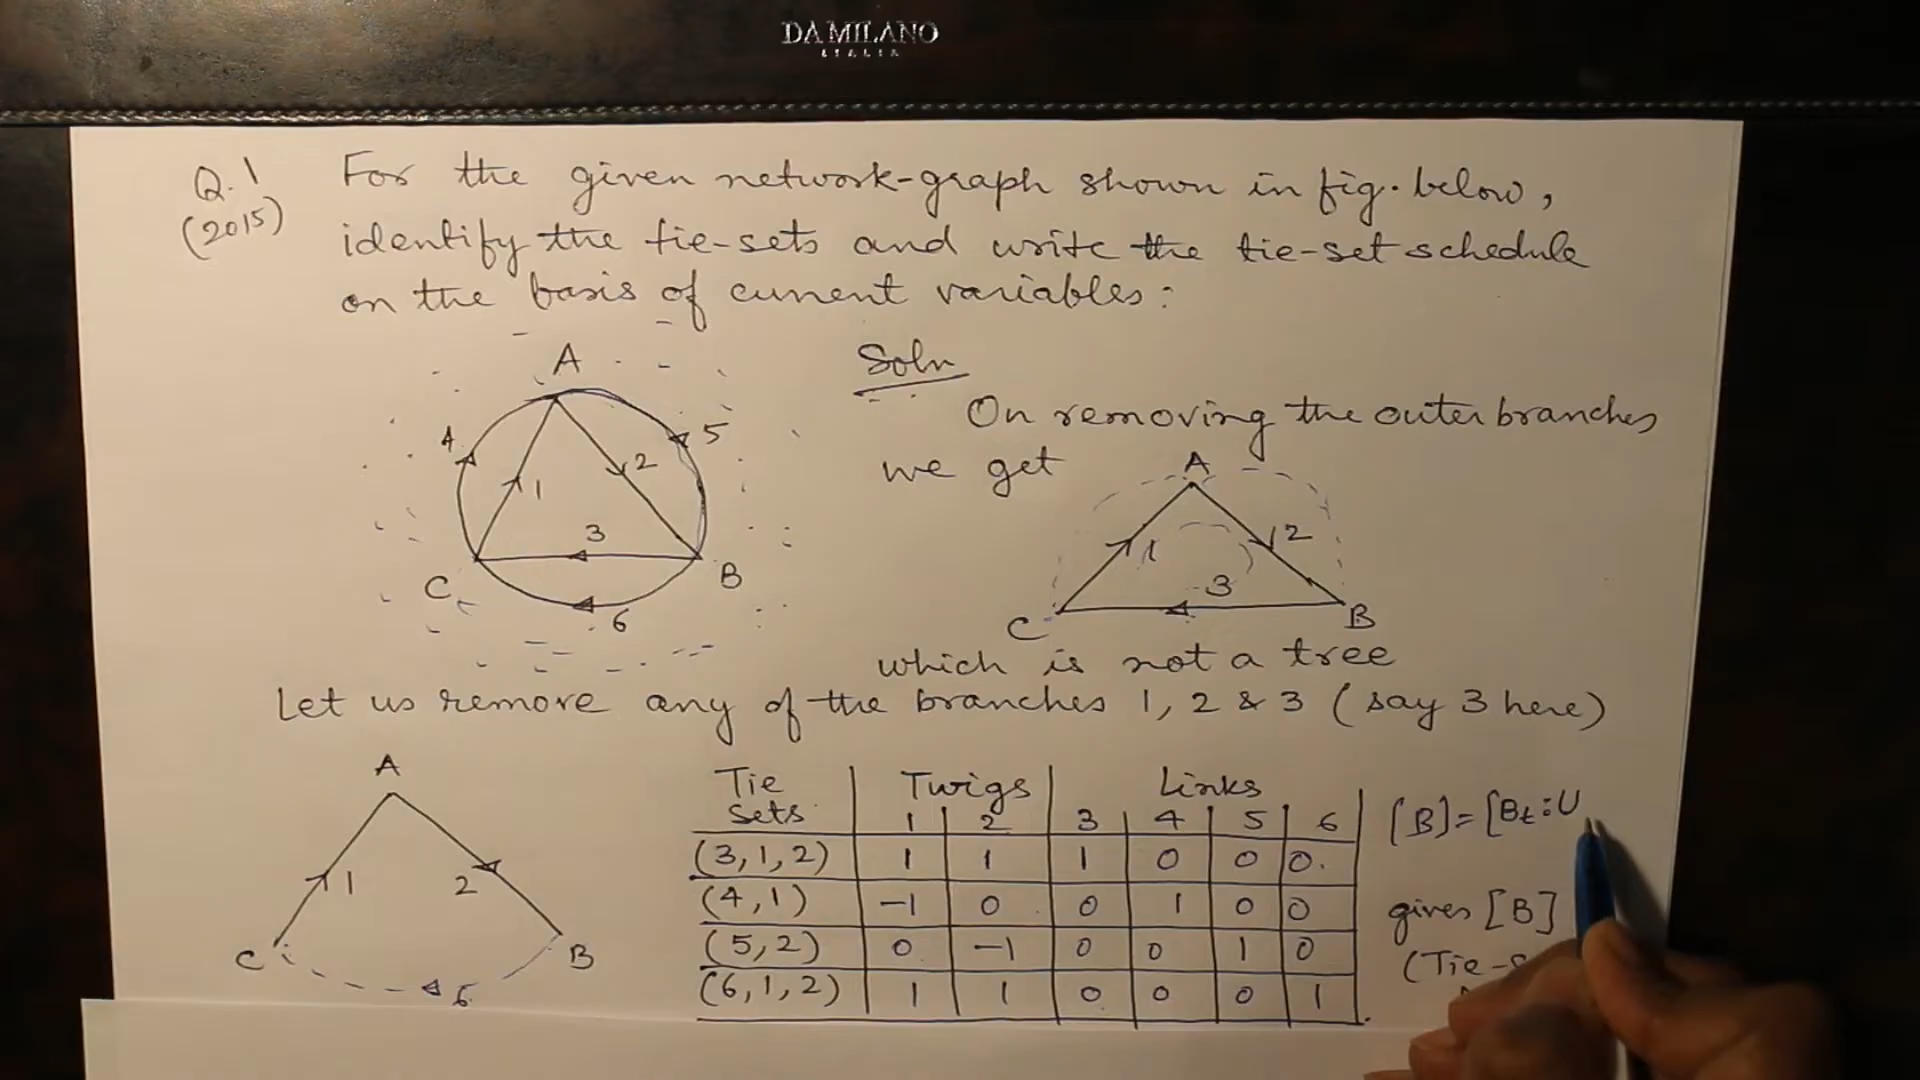 DA MILANO
ITALIA
Q.1 For the given network-graph shown in fig. below,
(2015) identify the tie-sets and write the tie-set schedule
on the basis of current variables:
A
4
5
1
2
3
C
B
6
Soln
On removing the outer branches
we get
A
1
2
3
C
B
which is not a tree
Let us remove any of the branches 1, 2 & 3 (say 3 here)
A
1
2
C
B
6
Tie Sets Twigs Links
1 2 3 4 5 6
(3,1,2) 1 1 1 0 0 0
(4,1) -1 0 0 1 0 0
(5,2) 0 -1 0 0 1 0
(6,1,2) 1 1 0 0 0 1
[B]=[Bt:U
gives [B]
(Tie-S